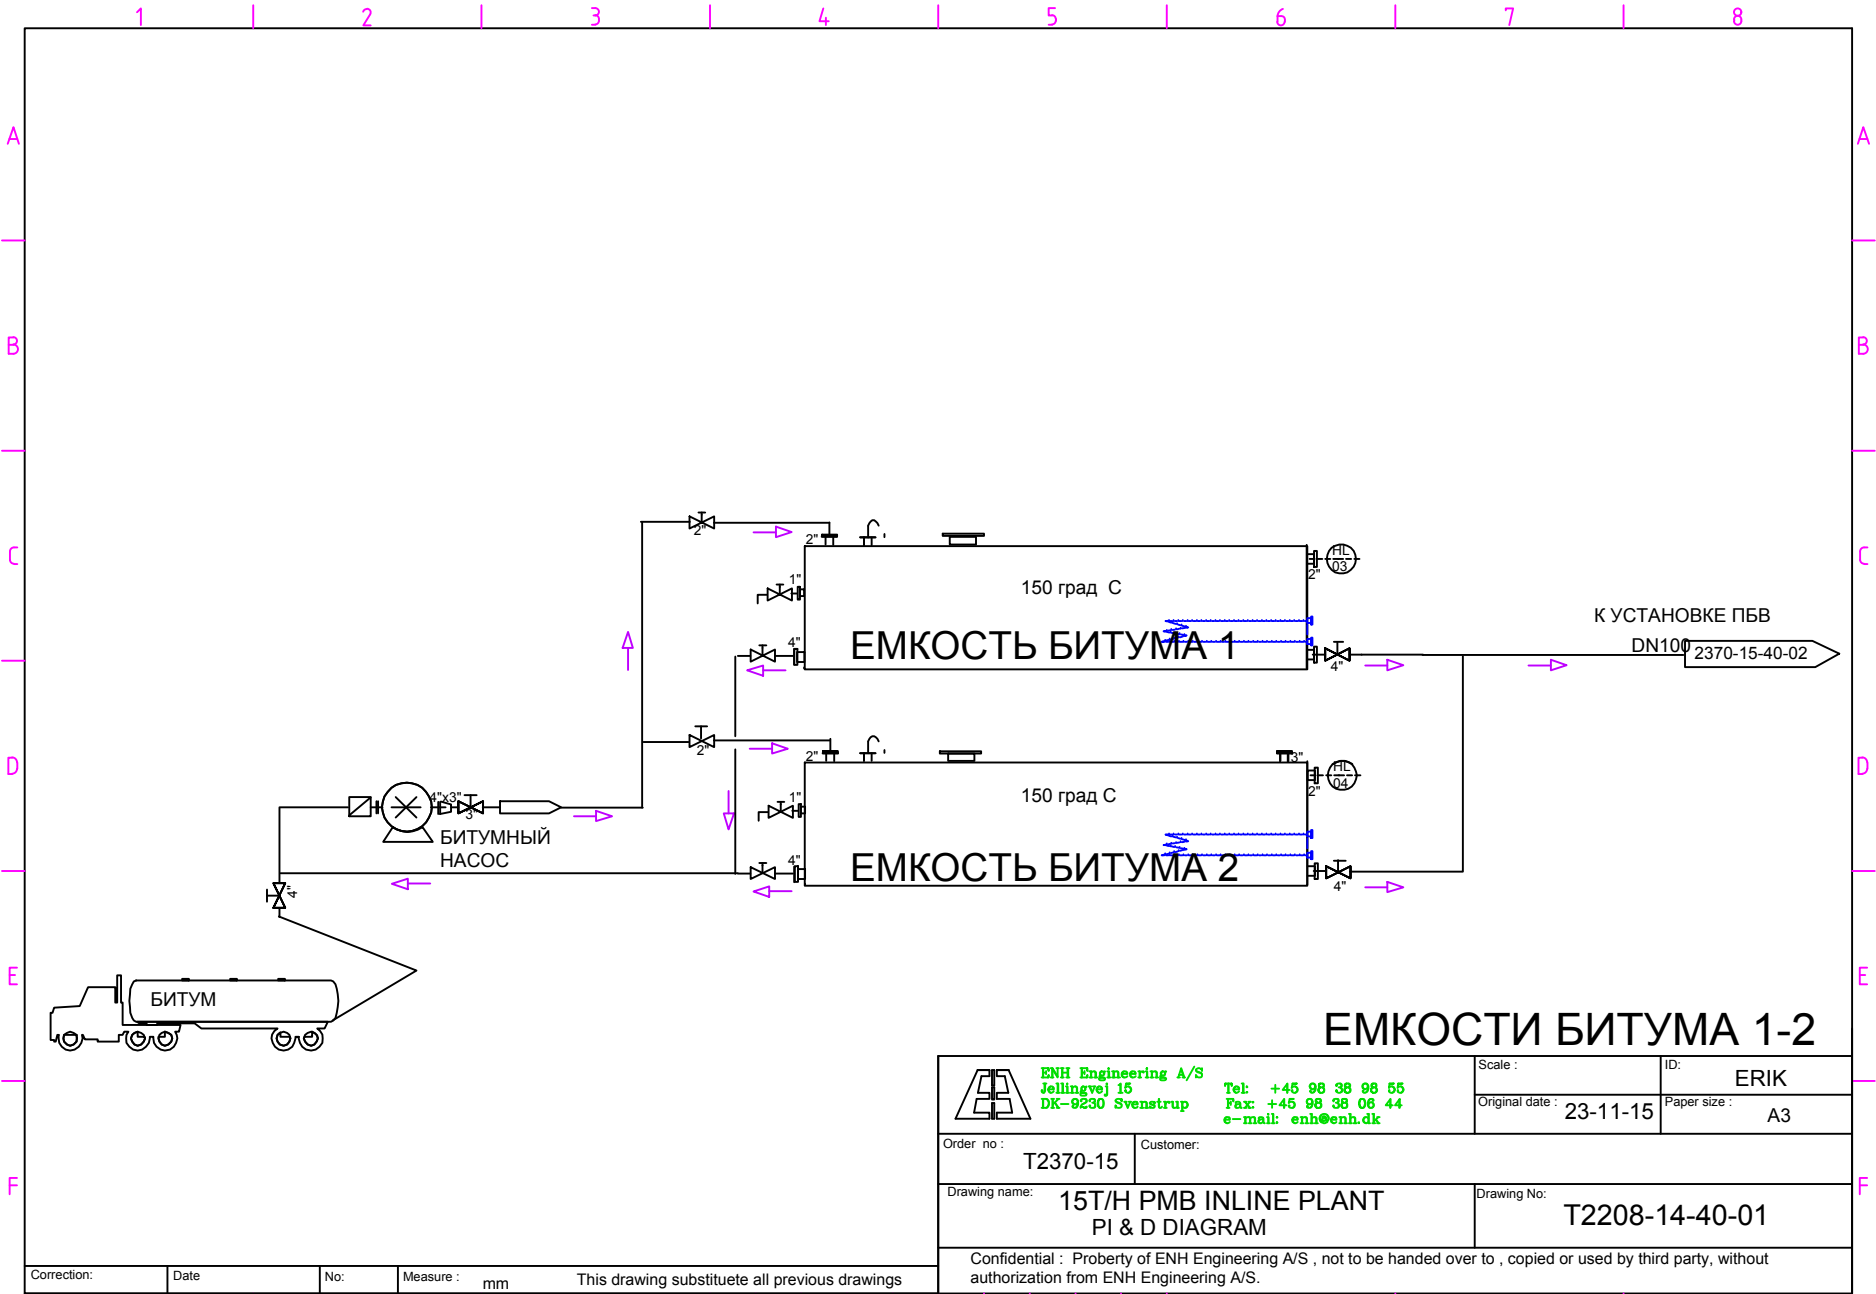 1 2 3 4 5 6 7 8
A A
B B
C C
D D
E E
F F
2"
2"
1"
150 град  С
ЕМКОСТЬ БИТУМА 1
HL
03
2"
4"
4"
К УСТАНОВКЕ ПБВ
DN100
2370-15-40-02
2"
2"
3"
1"
150 град С
ЕМКОСТЬ БИТУМА 2
HL
04
2"
4"
4"
4"x3"
3"
БИТУМНЫЙ
НАСОС
4"
БИТУМ
ЕМКОСТИ БИТУМА 1-2
ENH Engineering A/S
Jellingvej 15
DK-9230 Svenstrup
Tel: +45 98 38 98 55
Fax: +45 98 38 06 44
e-mail: enh@enh.dk
Scale :
ID:
ERIK
Original date : 23-11-15
Paper size :
A3
Order no :
T2370-15
Customer:
Drawing name:
15T/H PMB INLINE PLANT
PI & D DIAGRAM
Drawing No:
T2208-14-40-01
Confidential : Property of ENH Engineering A/S , not to be handed over to , copied or used by third party, without
authorization from ENH Engineering A/S.
Correction:
Date
No:
Measure : mm
This drawing substituete all previous drawings